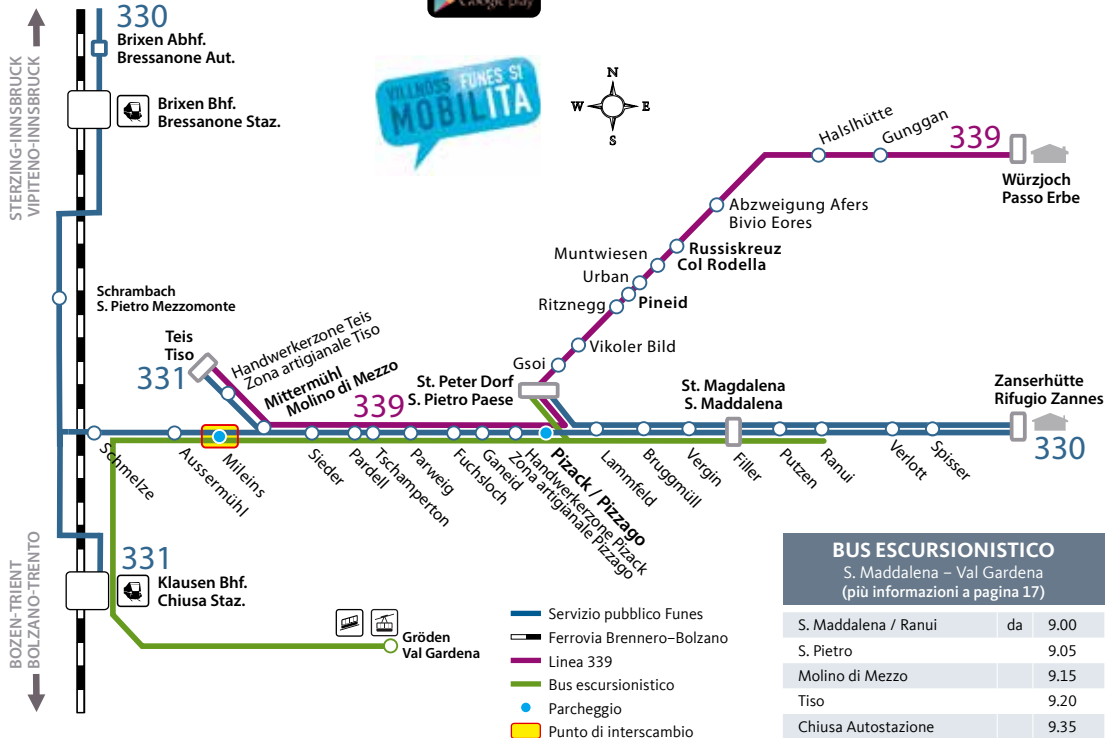 Google play
330
Brixen Abhf.
Bressanone Aut.
Brixen Bhf.
Bressanone Staz.
STERZING-INNSBRUCK
VIPITENO-INNSBRUCK
VILLNÖSS FUNES SI
MOBILITA
N
W
E
S
Halslhütte
Gunggan
339
Würzjoch
Passo Erbe
Abzweigung Afers
Bivio Eores
Russiskreuz
Col Rodella
Muntwiesen
Urban
Pineid
Ritznegg
Vikoler Bild
Gsoi
Schrambach
S. Pietro Mezzomonte
Teis
Tiso
331
Handwerkerzone Teis
Zona artigianale Tiso
Mittermühl
Molino di Mezzo
339
St. Peter Dorf
S. Pietro Paese
St. Magdalena
S. Maddalena
Zanserhütte
Rifugio Zannes
330
Schmelze
Aussermühl
Mileins
Sieder
Pardell
Tschamperton
Parweg
Fuchsloch
Ganeid
Handwerkerzone Pizack
Zona artigianale Pizzago
Pizack / Pizzago
Lammfeld
Bruggmüll
Vergin
Filler
Putzen
Ranui
Verlott
Spisser
BOZEN-TRIENT
BOLZANO-TRENTO
331
Klausen Bhf.
Chiusa Staz.
Gröden
Val Gardena
Servizio pubblico Funes
Ferrovia Brennero–Bolzano
Linea 339
Bus escursionistico
Parcheggio
Punto di interscambio
BUS ESCURSIONISTICO
S. Maddalena – Val Gardena
(più informazioni a pagina 17)
S. Maddalena / Ranui da 9.00
S. Pietro 9.05
Molino di Mezzo 9.15
Tiso 9.20
Chiusa Autostazione 9.35